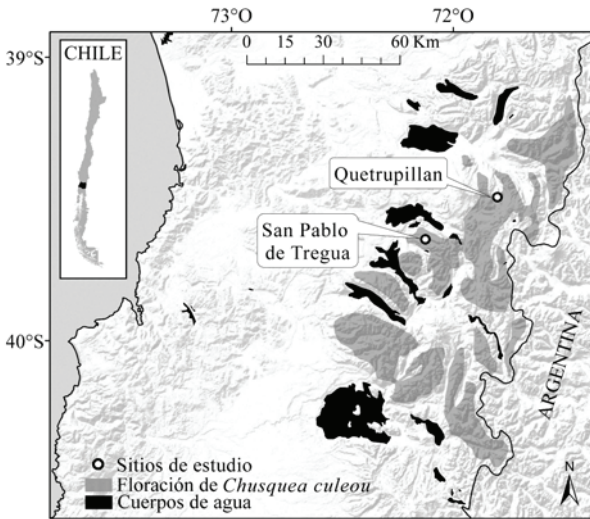 73°O
72°O
39°S
CHILE
0 15 30 60 Km
Quetrupillan
San Pablo
de Tregua
40°S
ARGENTINA
Sitios de estudio
Floración de Chusquea culeou
Cuerpos de agua
N